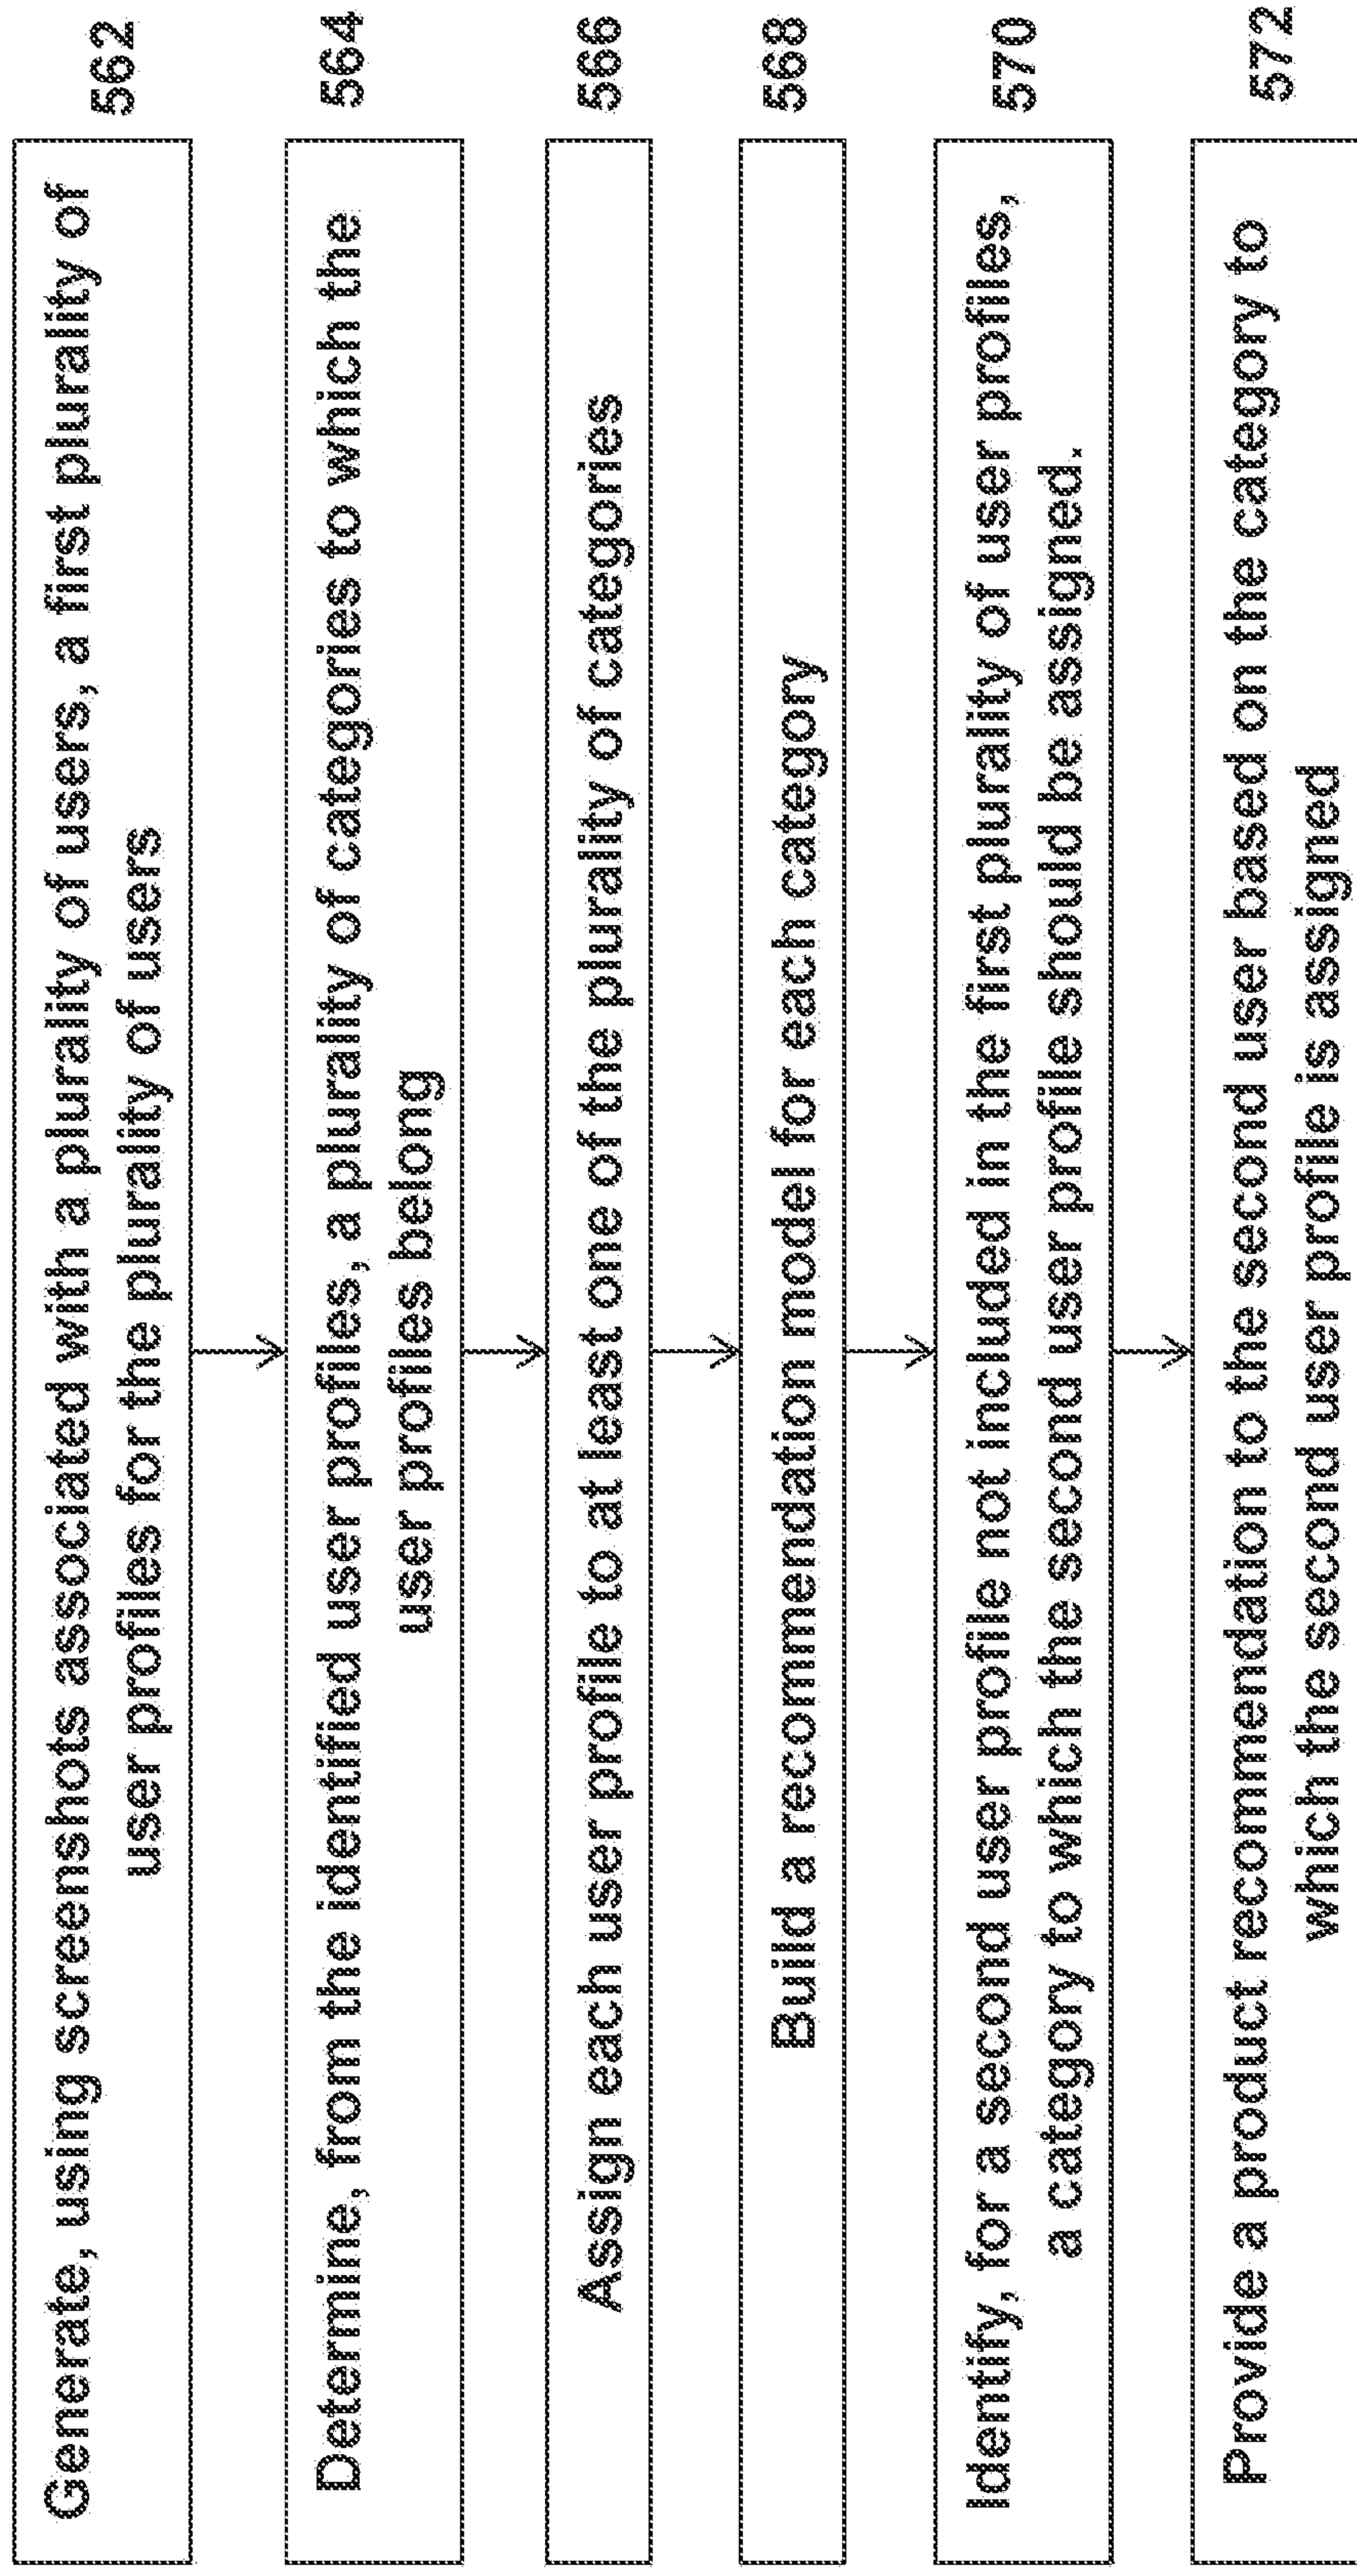 Generate, using screenshots associated with a plurality of users, a first plurality of
user profiles for the plurality of users
562
Determine, from the identified user profiles, a plurality of categories to which the
user profiles belong
564
Assign each user profile to at least one of the plurality of categories
566
Build a recommendation model for each category
568
Identify, for a second user profile not included in the first plurality of user profiles,
a category to which the second user profile should be assigned.
570
Provide a product recommendation to the second user based on the category to
which the second user profile is assigned
572